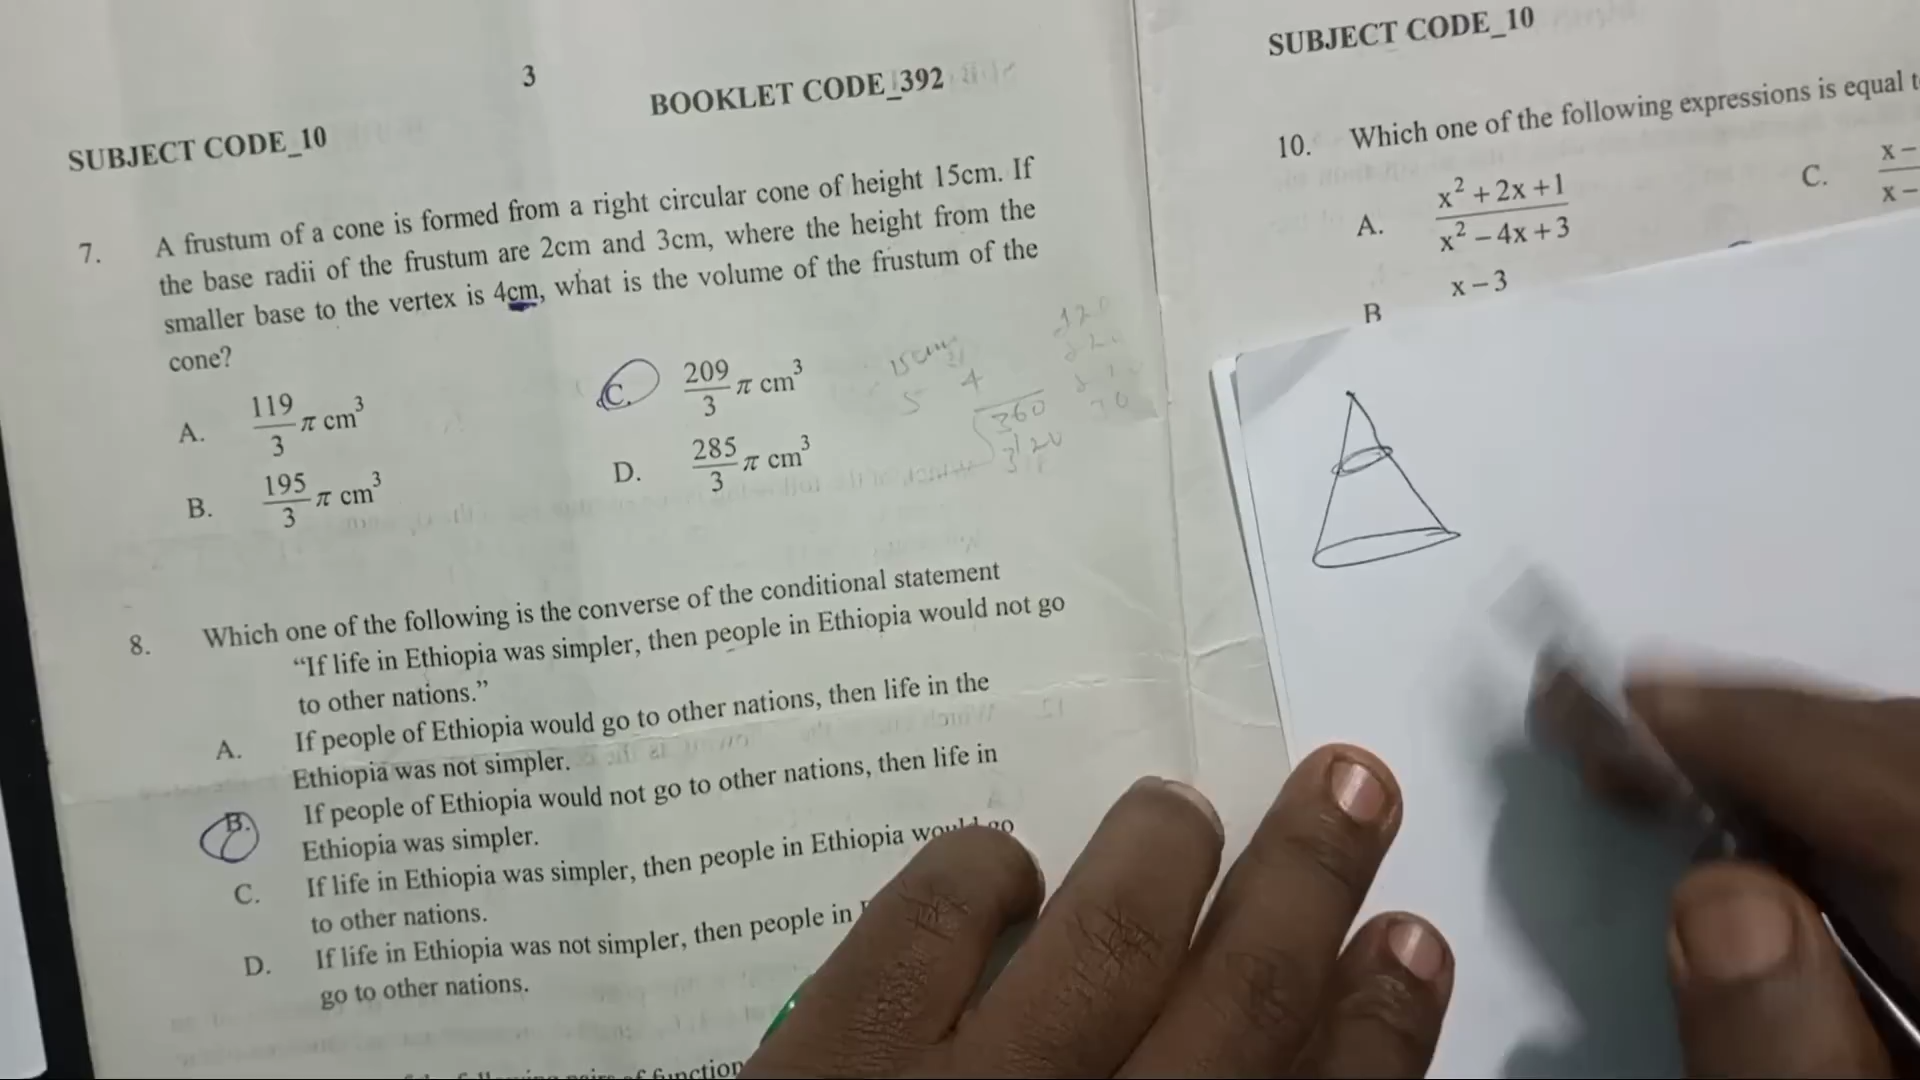 3
BOOKLET CODE_392
SUBJECT CODE_10
7. A frustum of a cone is formed from a right circular cone of height 15cm. If
the base radii of the frustum are 2cm and 3cm, where the height from the
smaller base to the vertex is 4cm, what is the volume of the frustum of the
cone?
A. 119/3 π cm³
B. 195/3 π cm³
C. 209/3 π cm³
D. 285/3 π cm³
15cm
5 4
360
8. Which one of the following is the converse of the conditional statement
“If life in Ethiopia was simpler, then people in Ethiopia would not go
to other nations.”
A. If people of Ethiopia would go to other nations, then life in the
Ethiopia was not simpler.
B. If people of Ethiopia would not go to other nations, then life in
Ethiopia was simpler.
C. If life in Ethiopia was simpler, then people in Ethiopia would go
to other nations.
D. If life in Ethiopia was not simpler, then people in
go to other nations.
SUBJECT CODE_10
10. Which one of the following expressions is equal
A. x² + 2x + 1 / x² − 4x + 3
B x − 3
C. x − / x −